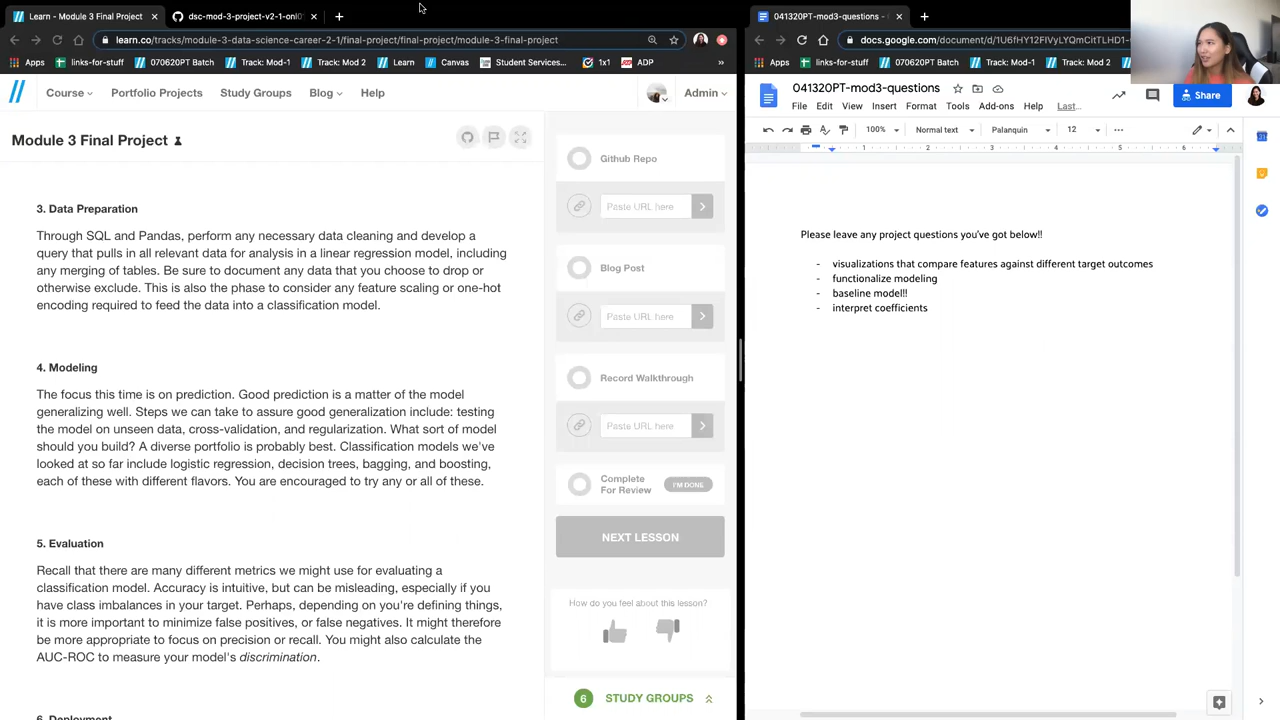 Learn - Module 3 Final Project
dsc-mod-3-project-v2-1-onl01
learn.co/tracks/module-3-data-science-career-2-1/final-project/final-project/module-3-final-project
Apps
links-for-stuff
070620PT Batch
Track: Mod-1
Track: Mod 2
Learn
Canvas
Student Services...
1x1
ADP
Course
Portfolio Projects
Study Groups
Blog
Help
Admin
Module 3 Final Project
3. Data Preparation
Through SQL and Pandas, perform any necessary data cleaning and develop a
query that pulls in all relevant data for analysis in a linear regression model, including
any merging of tables. Be sure to document any data that you choose to drop or
otherwise exclude. This is also the phase to consider any feature scaling or one-hot
encoding required to feed the data into a classification model.
4. Modeling
The focus this time is on prediction. Good prediction is a matter of the model
generalizing well. Steps we can take to assure good generalization include: testing
the model on unseen data, cross-validation, and regularization. What sort of model
should you build? A diverse portfolio is probably best. Classification models we've
looked at so far include logistic regression, decision trees, bagging, and boosting,
each of these with different flavors. You are encouraged to try any or all of these.
5. Evaluation
Recall that there are many different metrics we might use for evaluating a
classification model. Accuracy is intuitive, but can be misleading, especially if you
have class imbalances in your target. Perhaps, depending on you're defining things,
it is more important to minimize false positives, or false negatives. It might therefore
be more appropriate to focus on precision or recall. You might also calculate the
AUC-ROC to measure your model's discrimination.
6. Deployment
Github Repo
Paste URL here
Blog Post
Paste URL here
Record Walkthrough
Paste URL here
Complete
For Review
I'M DONE
NEXT LESSON
How do you feel about this lesson?
6 STUDY GROUPS
041320PT-mod3-questions -
docs.google.com/document/d/1U6fHY12FIVyLYQmCitTLHD1-
Apps
links-for-stuff
070620PT Batch
Track: Mod-1
Track: Mod 2
041320PT-mod3-questions
File Edit View Insert Format Tools Add-ons Help Last...
Share
100% Normal text Palanquin 12
1 2 3 4 5 6
Please leave any project questions you've got below!!
- visualizations that compare features against different target outcomes
- functionalize modeling
- baseline model!!
- interpret coefficients